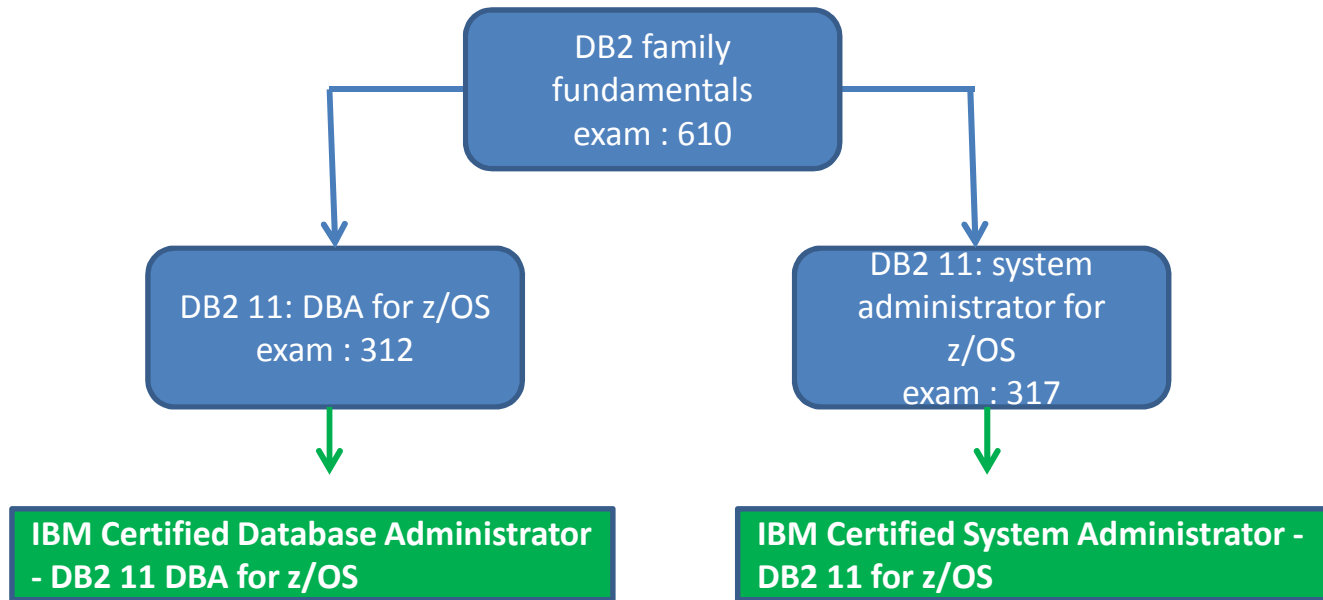 DB2 family
fundamentals
exam : 610
DB2 11: DBA for z/OS
exam : 312
DB2 11: system
administrator for
z/OS
exam : 317
IBM Certified Database Administrator
- DB2 11 DBA for z/OS
IBM Certified System Administrator -
DB2 11 for z/OS